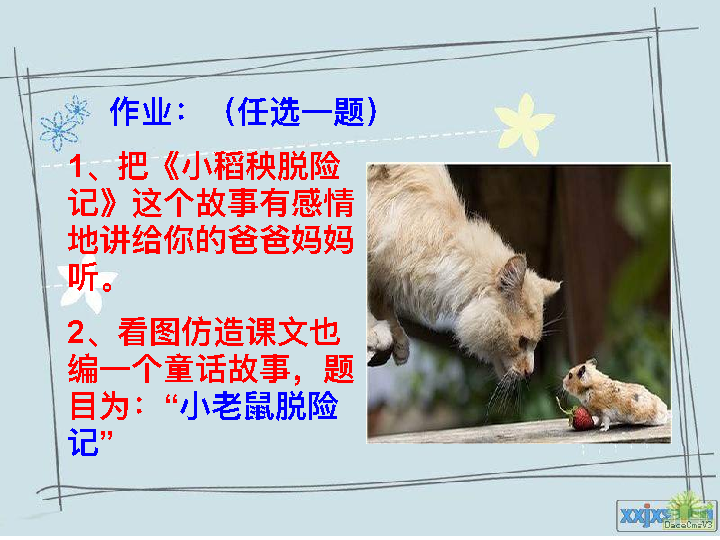 作业：（任选一题）
1、把《小稻秧脱险
记》这个故事有感情
地讲给你的爸爸妈妈
听。
2、看图仿造课文也
编一个童话故事，题
目为：“小老鼠脱险
记”
DedeCmsV3